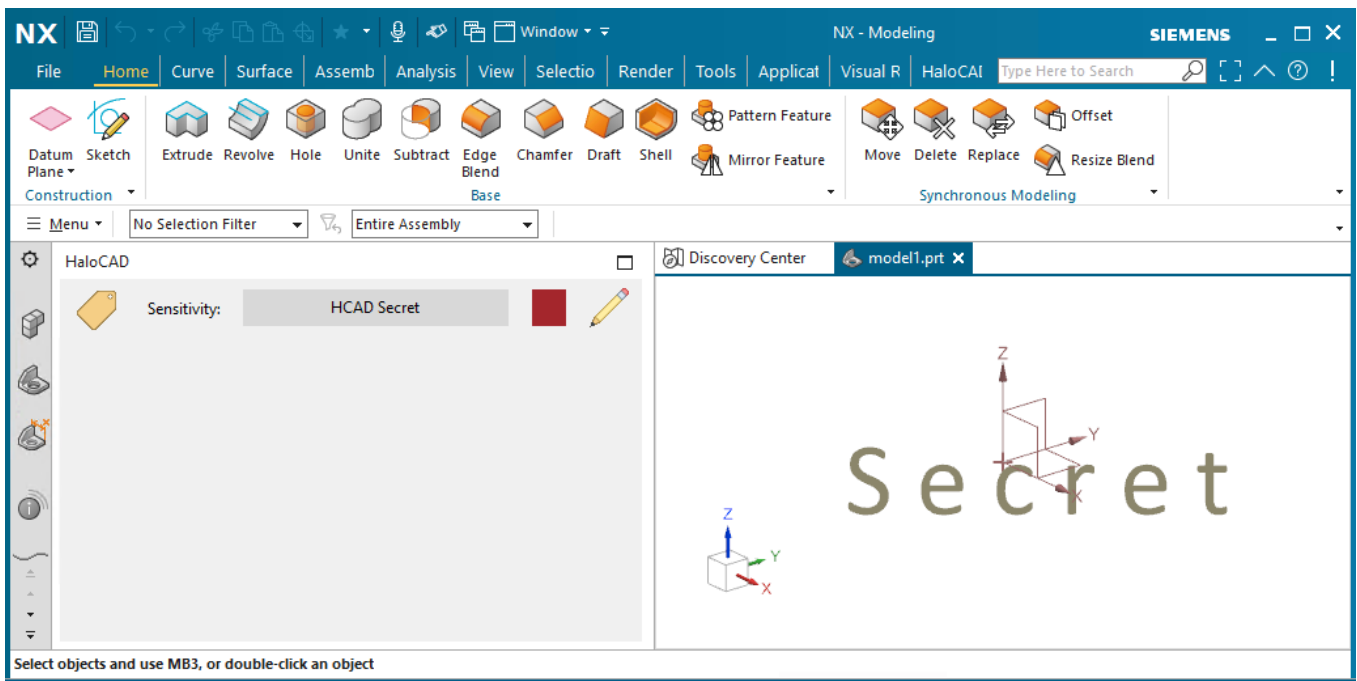 NX Window NX - Modeling SIEMENS
File Home Curve Surface Assemb Analysis View Selectio Render Tools Applicat Visual R HaloCAI Type Here to Search
Datum Plane Sketch Extrude Revolve Hole Unite Subtract Edge Blend Chamfer Draft Shell Pattern Feature Mirror Feature Move Delete Replace Offset Resize Blend
Construction Base Synchronous Modeling
Menu No Selection Filter Entire Assembly
HaloCAD
Sensitivity: HCAD Secret
Discovery Center model1.prt
Z
Y
X
Secret
Z
Y
X
Select objects and use MB3, or double-click an object